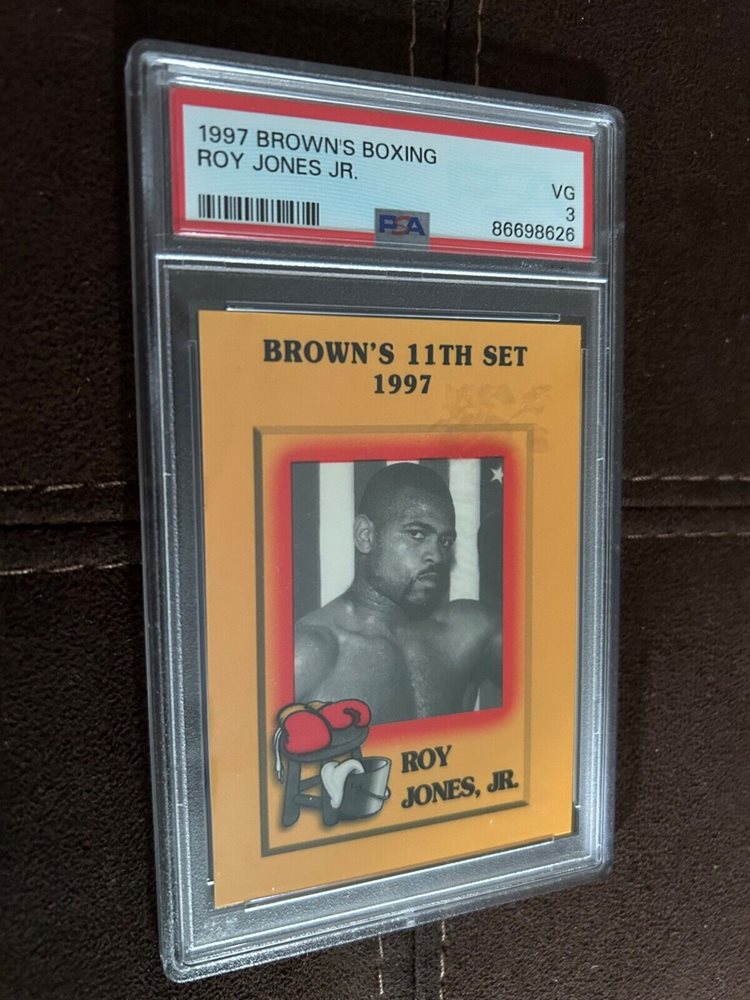 1997 BROWN'S BOXING
ROY JONES JR.
VG
3
PSA
86698626
BROWN'S 11TH SET
1997
ROY
JONES, JR.